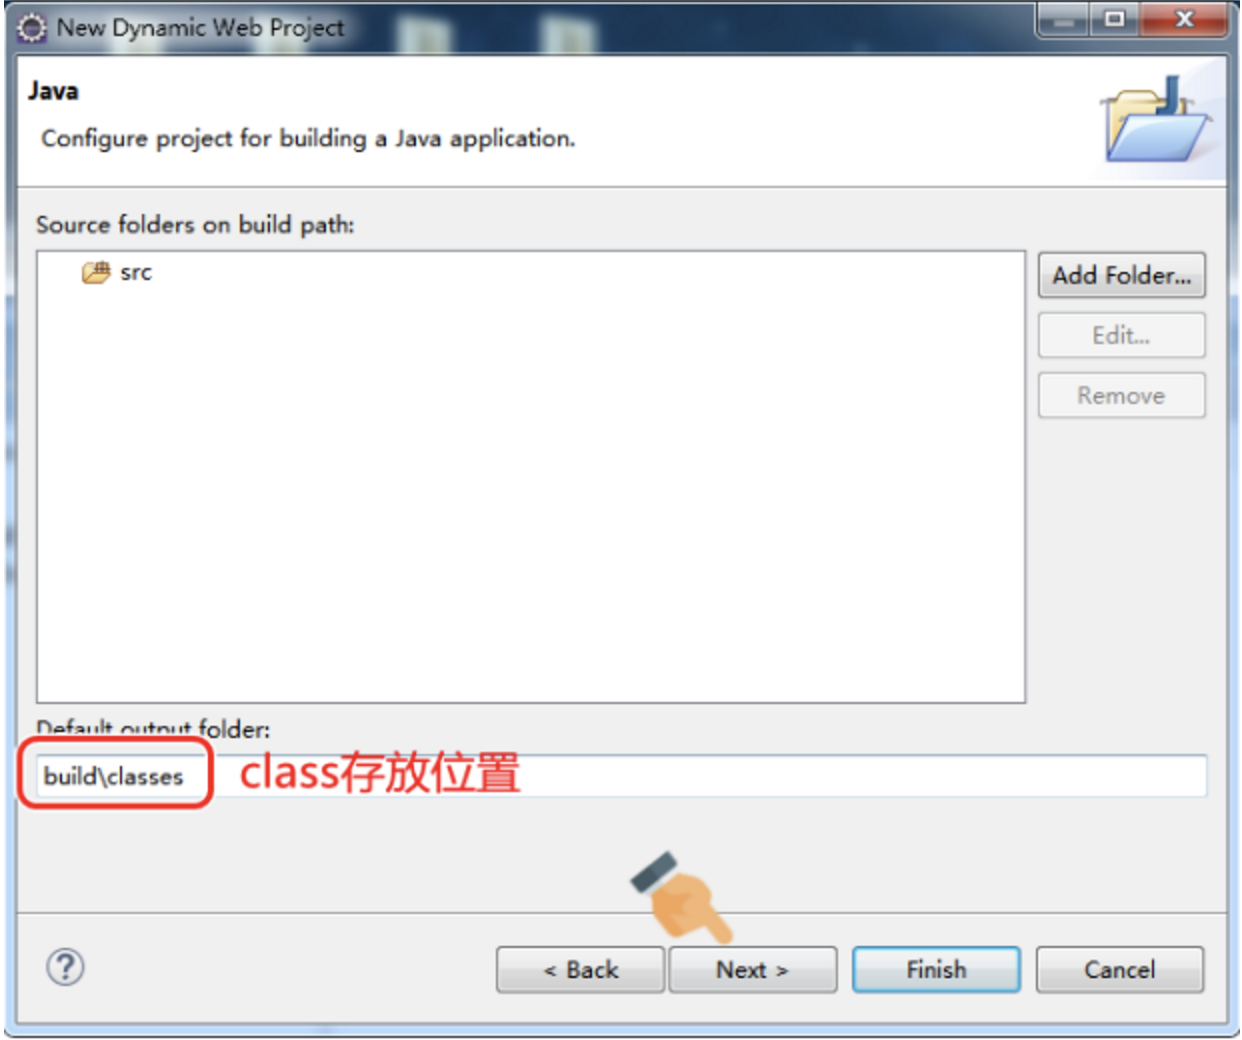 New Dynamic Web Project
Java
Configure project for building a Java application.
Source folders on build path:
src
Add Folder...
Edit...
Remove
Default output folder:
build\classes
class存放位置
?
< Back
Next >
Finish
Cancel